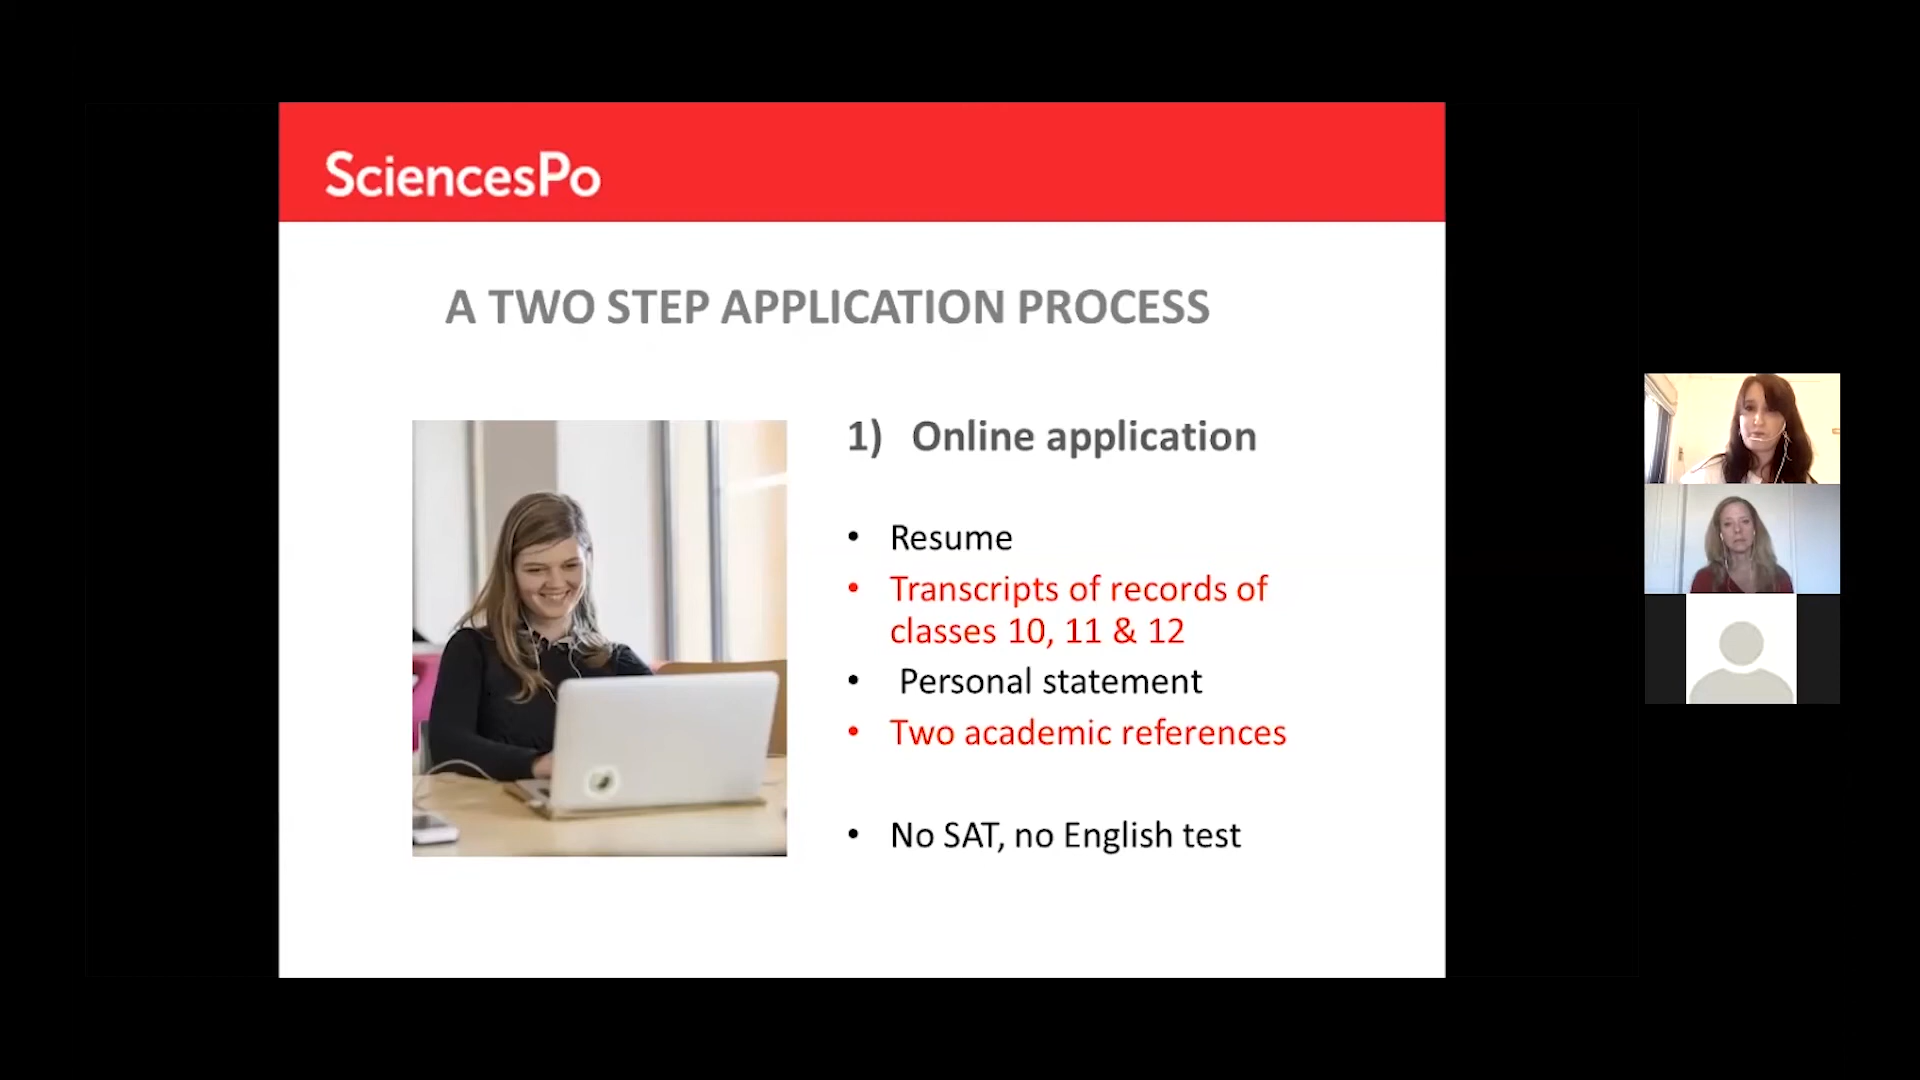 SciencesPo
A TWO STEP APPLICATION PROCESS
1) Online application
• Resume
• Transcripts of records of
classes 10, 11 & 12
• Personal statement
• Two academic references
• No SAT, no English test